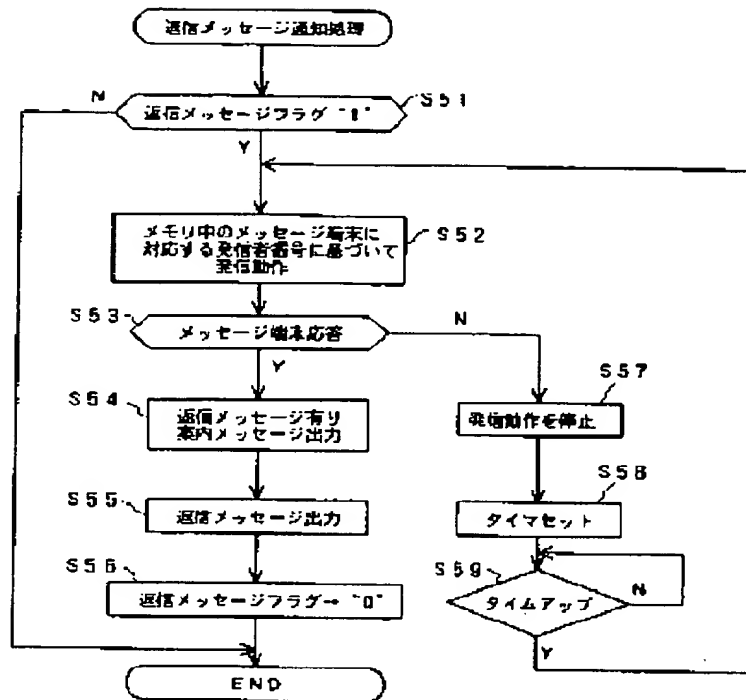 返信メッセージ通知処理
N
S51
返信メッセージフラグ "1"
Y
メモリ中のメッセージ端末に
対応する発信者番号に基づいて
発信動作
S52
S53
メッセージ端末応答
N
Y
S54
返信メッセージ有り
案内メッセージ出力
S57
発信動作を停止
S55
返信メッセージ出力
S58
タイマセット
S56
返信メッセージフラグ→ "0"
S59
タイムアップ
N
Y
END